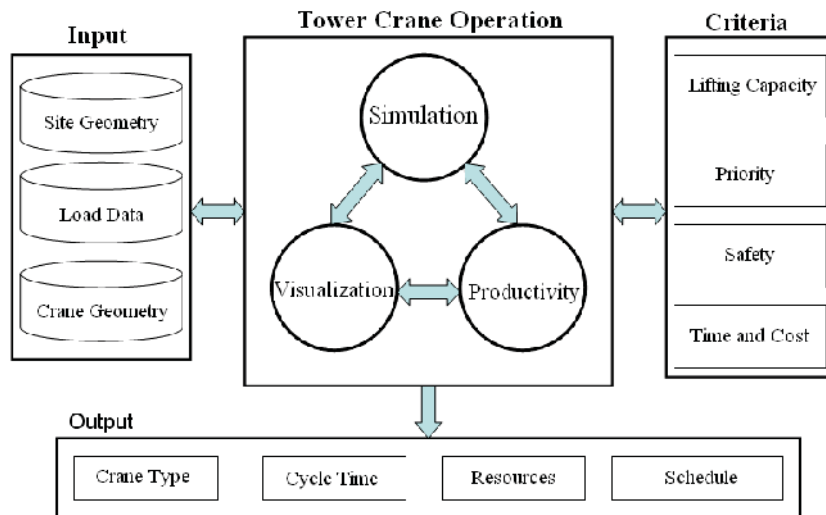 Tower Crane Operation
Input
Site Geometry
Load Data
Crane Geometry
Simulation
Visualization
Productivity
Criteria
Lifting Capacity
Priority
Safety
Time and Cost
Output
Crane Type
Cycle Time
Resources
Schedule